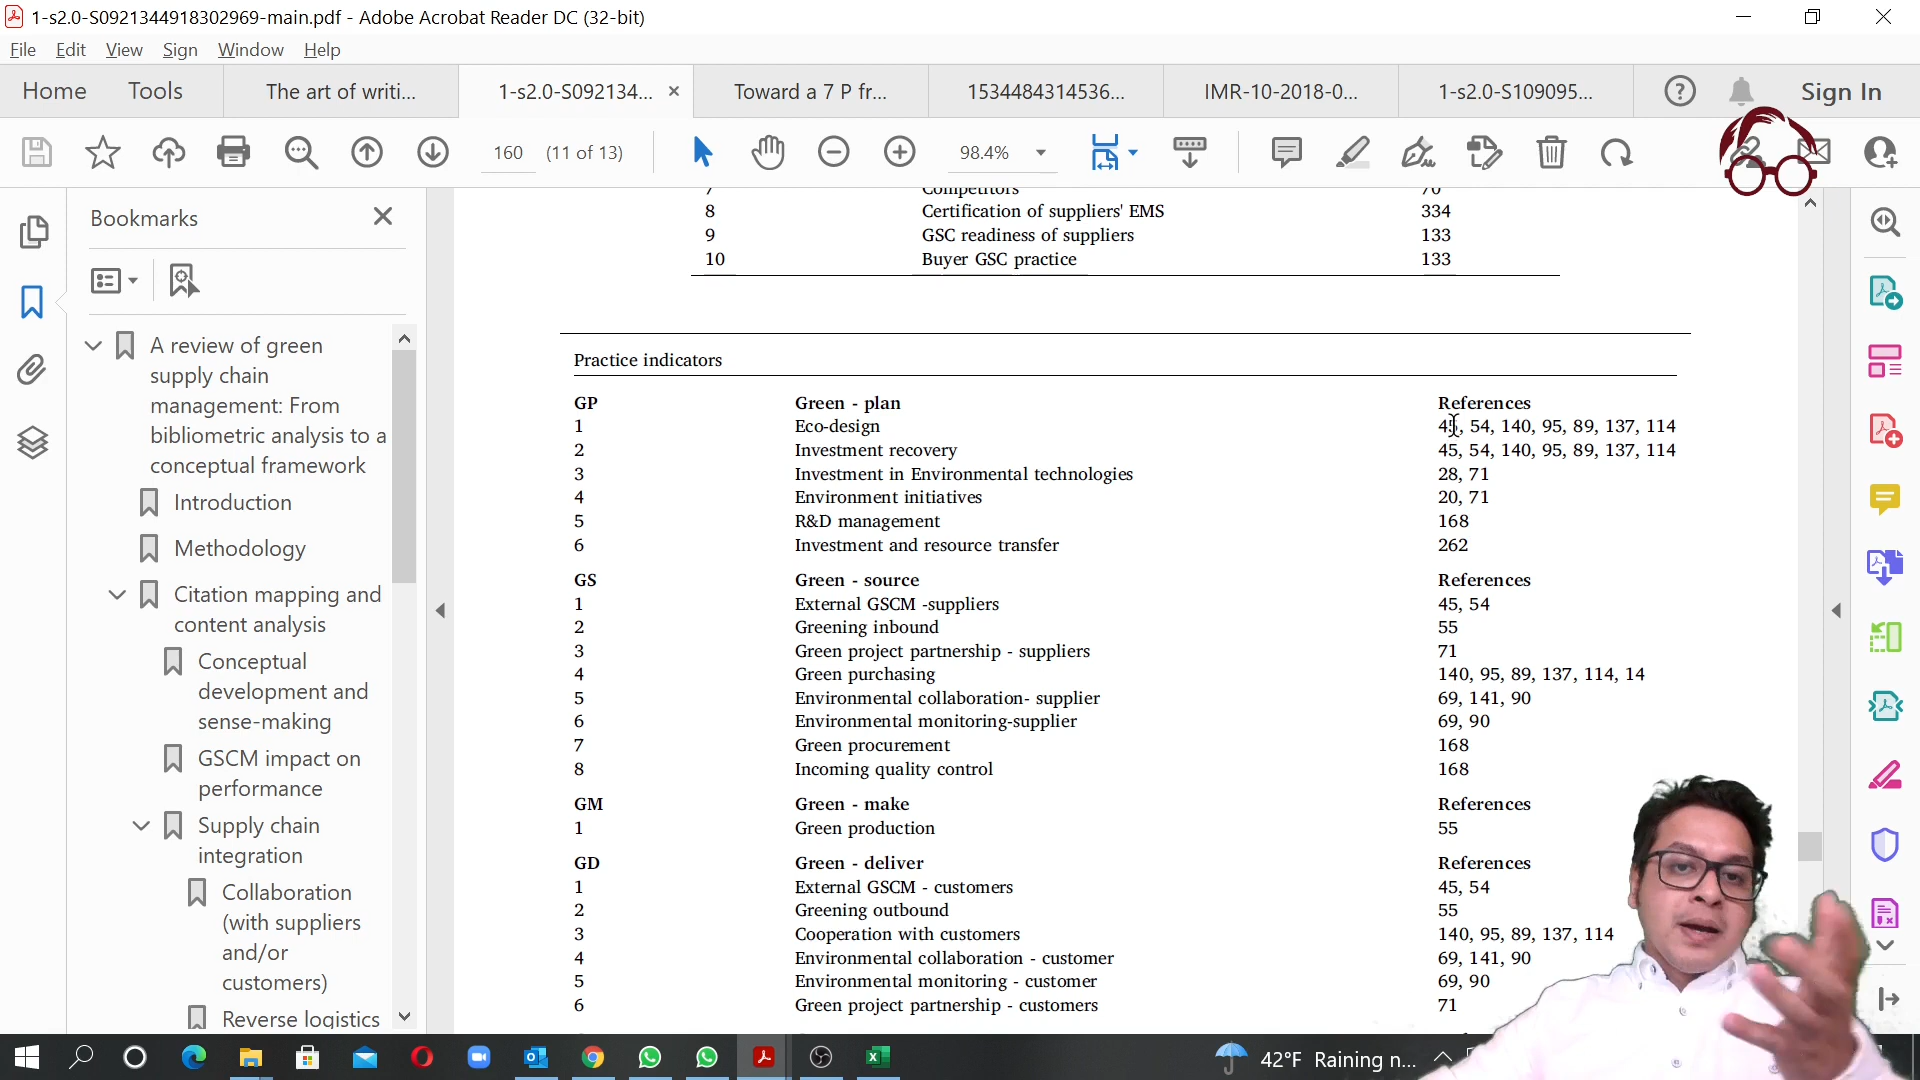 1-s2.0-S0921344918302969-main.pdf - Adobe Acrobat Reader DC (32-bit)
File Edit View Sign Window Help
Home Tools The art of writi... 1-s2.0-S092134... × Toward a 7 P fr... 1534484314536... IMR-10-2018-0... 1-s2.0-S109095... Sign In
160 (11 of 13) 98.4%
Bookmarks
A review of green
supply chain
management: From
bibliometric analysis to a
conceptual framework
Introduction
Methodology
Citation mapping and
content analysis
Conceptual
development and
sense-making
GSCM impact on
performance
Supply chain
integration
Collaboration
(with suppliers
and/or
customers)
Reverse logistics
7 Competitors 70
8 Certification of suppliers' EMS 334
9 GSC readiness of suppliers 133
10 Buyer GSC practice 133
Practice indicators
GP Green - plan References
1 Eco-design 45, 54, 140, 95, 89, 137, 114
2 Investment recovery 45, 54, 140, 95, 89, 137, 114
3 Investment in Environmental technologies 28, 71
4 Environment initiatives 20, 71
5 R&D management 168
6 Investment and resource transfer 262
GS Green - source References
1 External GSCM -suppliers 45, 54
2 Greening inbound 55
3 Green project partnership - suppliers 71
4 Green purchasing 140, 95, 89, 137, 114, 14
5 Environmental collaboration- supplier 69, 141, 90
6 Environmental monitoring-supplier 69, 90
7 Green procurement 168
8 Incoming quality control 168
GM Green - make References
1 Green production 55
GD Green - deliver References
1 External GSCM - customers 45, 54
2 Greening outbound 55
3 Cooperation with customers 140, 95, 89, 137, 114
4 Environmental collaboration - customer 69, 141, 90
5 Environmental monitoring - customer 69, 90
6 Green project partnership - customers 71
42°F Raining n...